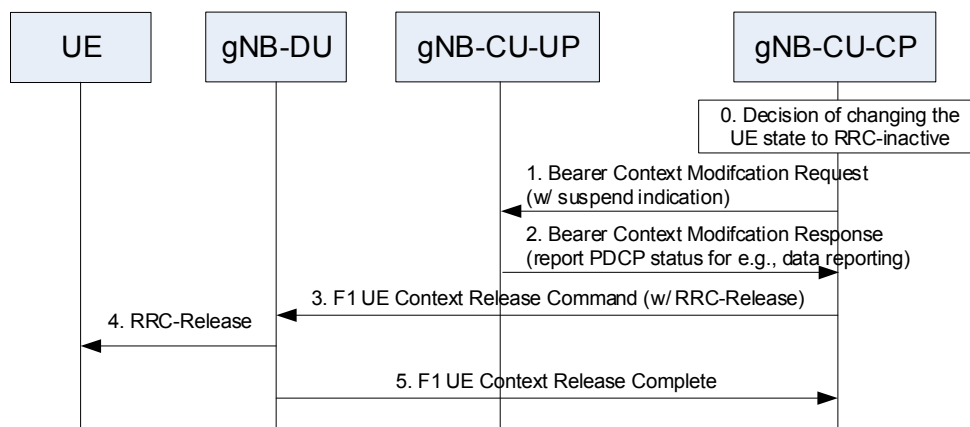 UE
gNB-DU
gNB-CU-UP
gNB-CU-CP
0. Decision of changing the
UE state to RRC-inactive
1. Bearer Context Modifcation Request
(w/ suspend indication)
2. Bearer Context Modifcation Response
(report PDCP status for e.g., data reporting)
3. F1 UE Context Release Command (w/ RRC-Release)
4. RRC-Release
5. F1 UE Context Release Complete